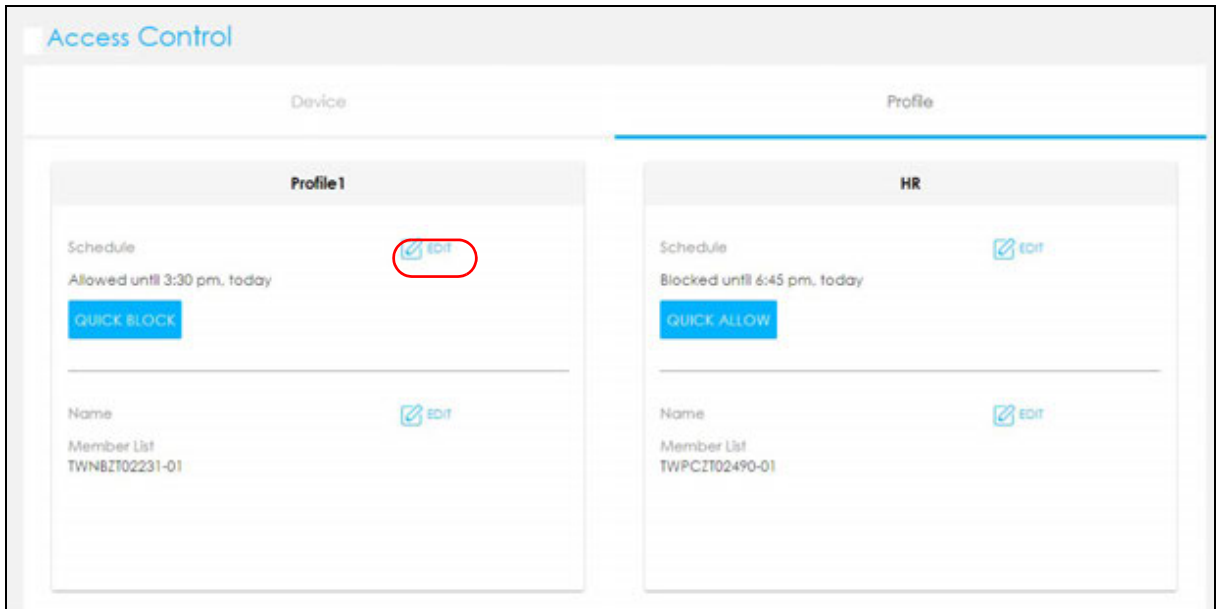 Access Control
Device
Profile
Profile1
Schedule
EDIT
Allowed until 3:30 pm, today
QUICK BLOCK
Name
EDIT
Member List
TWNBZT02231-01
HR
Schedule
EDIT
Blocked until 6:45 pm, today
QUICK ALLOW
Name
EDIT
Member List
TWPCZT02490-01